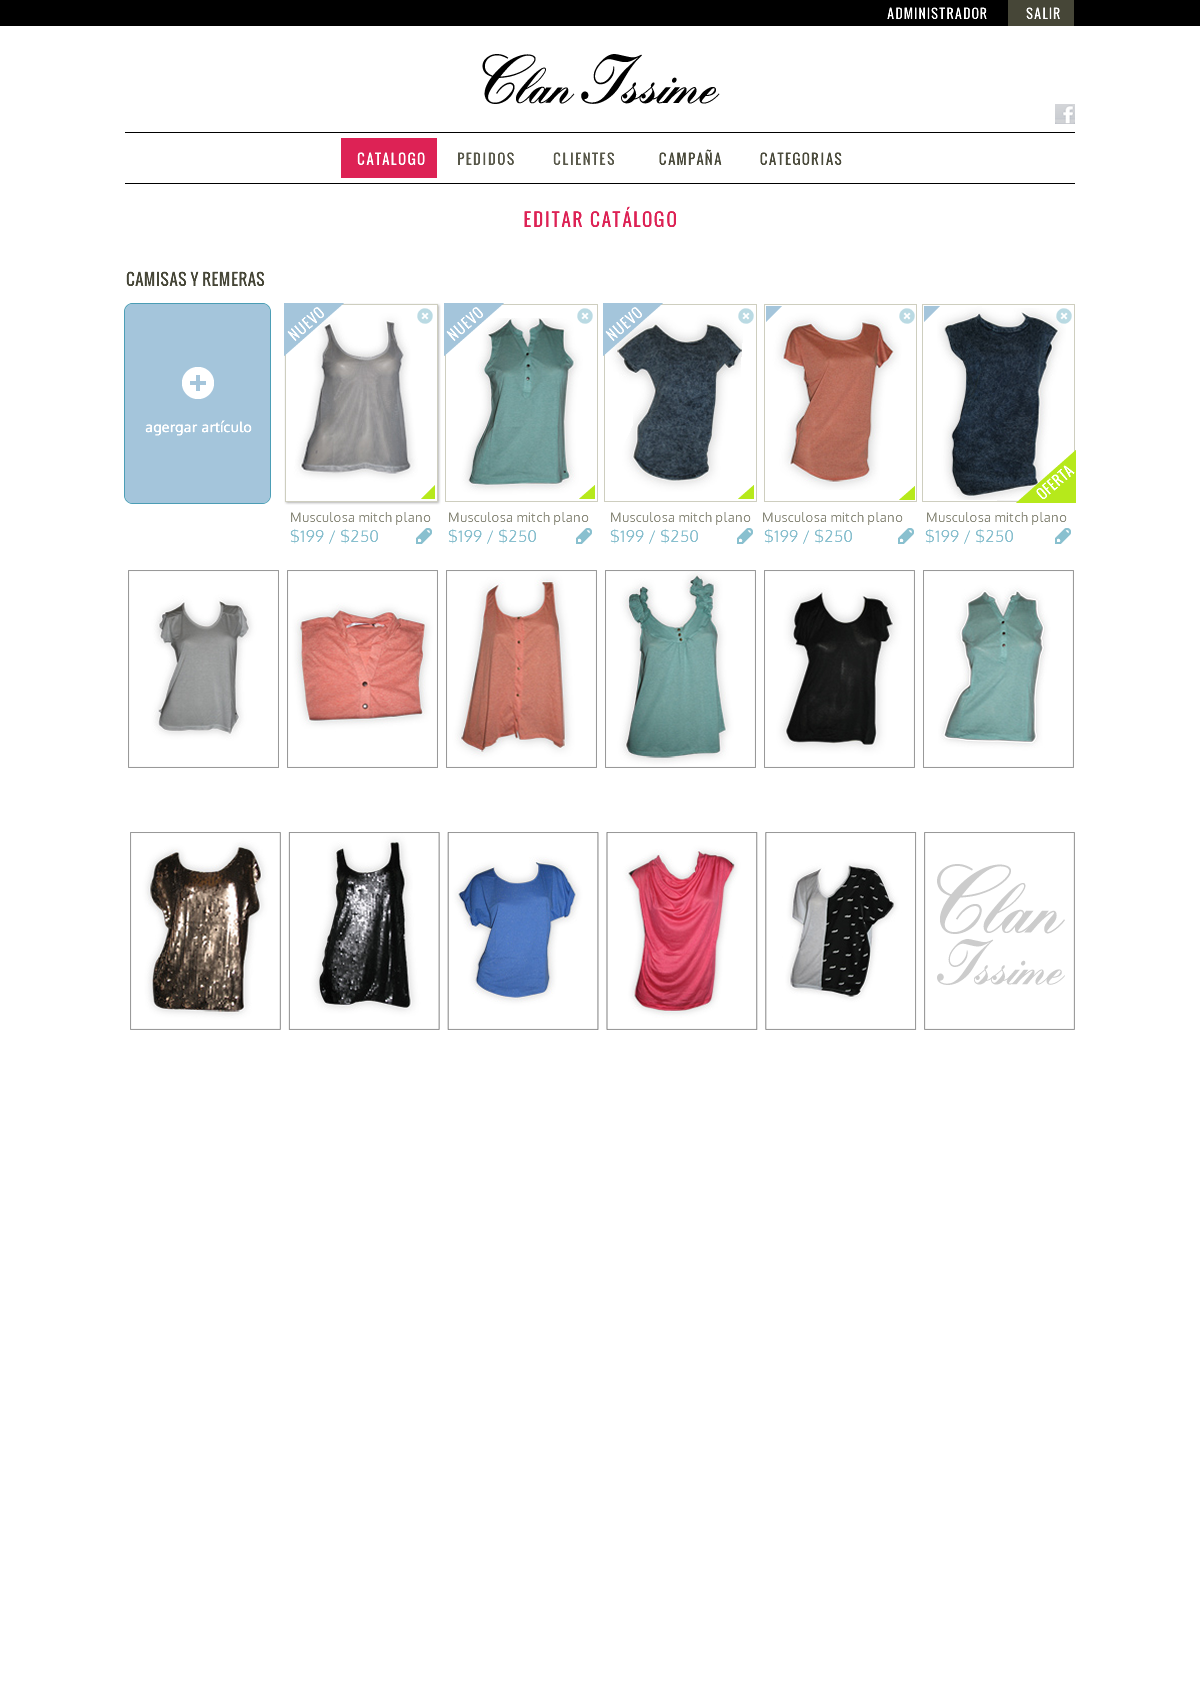 ADMINISTRADOR SALIR
Clan Issime
f
CATALOGO PEDIDOS CLIENTES CAMPAÑA CATEGORIAS
EDITAR CATÁLOGO
CAMISAS Y REMERAS
agergar artículo
NUEVO NUEVO NUEVO
OFERTA
Musculosa mitch plano Musculosa mitch plano Musculosa mitch plano Musculosa mitch plano Musculosa mitch plano
$199 / $250 $199 / $250 $199 / $250 $199 / $250 $199 / $250
Clan
Issime